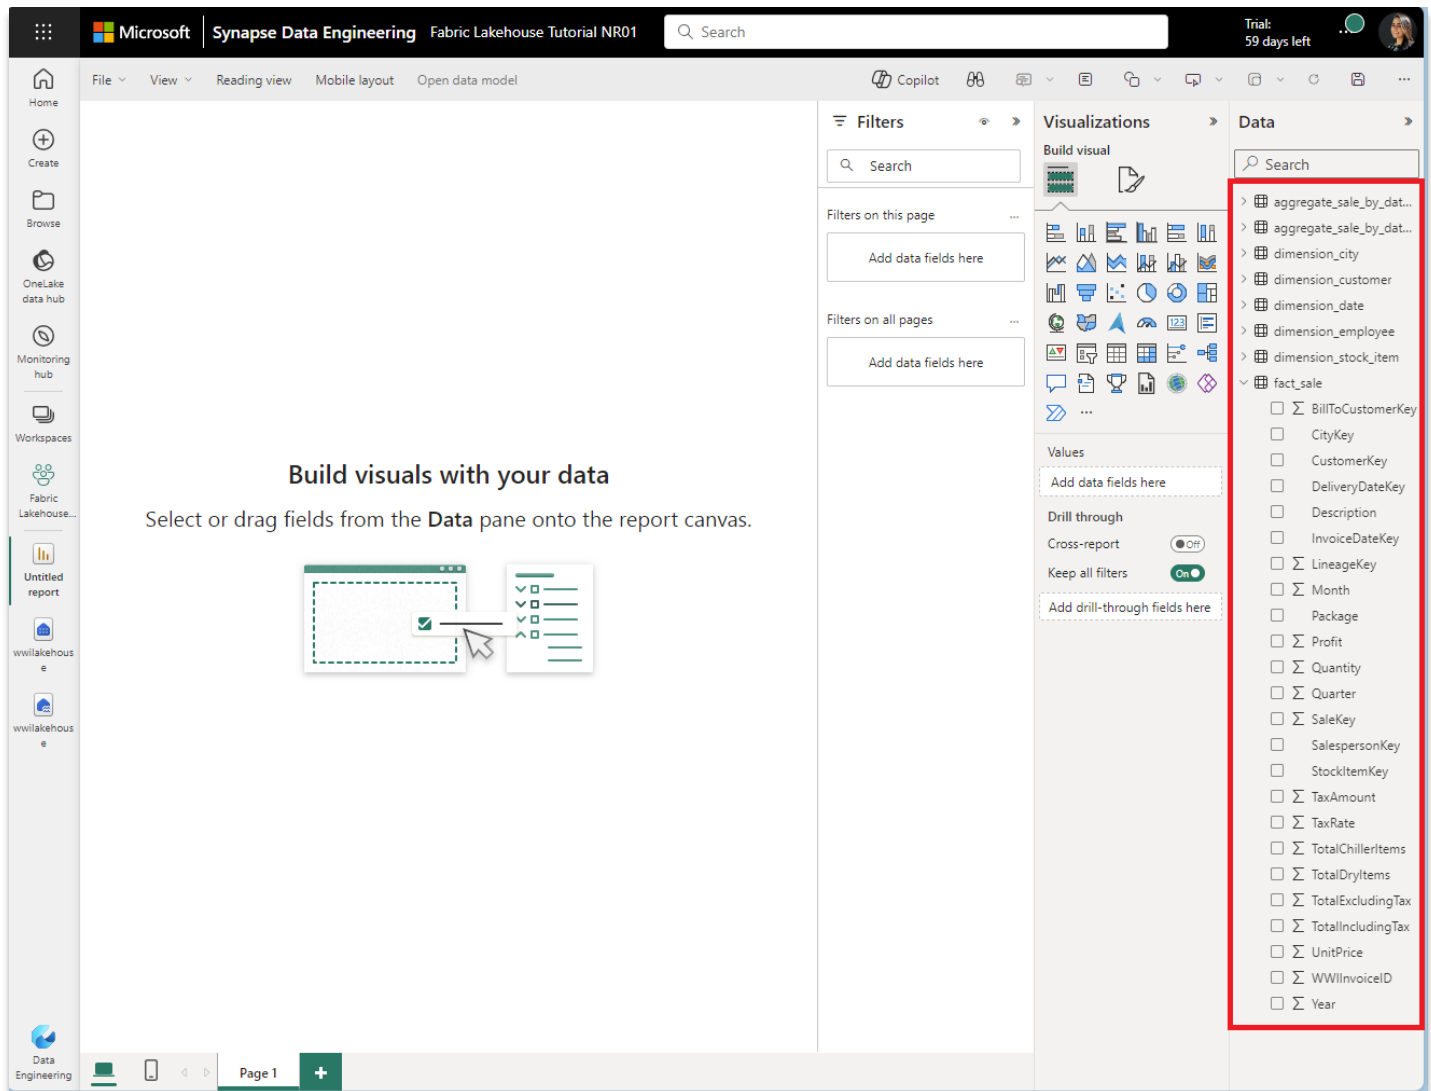 Microsoft
Synapse Data Engineering
Fabric Lakehouse Tutorial NR01
Search
Trial:
59 days left
File
View
Reading view
Mobile layout
Open data model
Copilot
Home
Create
Browse
OneLake
data hub
Monitoring
hub
Workspaces
Fabric
Lakehouse...
Untitled
report
wwilakehous
e
wwilakehous
e
Data
Engineering
Build visuals with your data
Select or drag fields from the Data pane onto the report canvas.
Page 1
Filters
Search
Filters on this page
Add data fields here
Filters on all pages
Add data fields here
Visualizations
Build visual
123
Values
Add data fields here
Drill through
Cross-report
Off
Keep all filters
On
Add drill-through fields here
Data
Search
aggregate_sale_by_dat...
aggregate_sale_by_dat...
dimension_city
dimension_customer
dimension_date
dimension_employee
dimension_stock_item
fact_sale
∑ BillToCustomerKey
CityKey
CustomerKey
DeliveryDateKey
Description
InvoiceDateKey
∑ LineageKey
∑ Month
Package
∑ Profit
∑ Quantity
∑ Quarter
∑ SaleKey
SalespersonKey
StockItemKey
∑ TaxAmount
∑ TaxRate
∑ TotalChillerItems
∑ TotalDryItems
∑ TotalExcludingTax
∑ TotalIncludingTax
∑ UnitPrice
∑ WWIInvoiceID
∑ Year